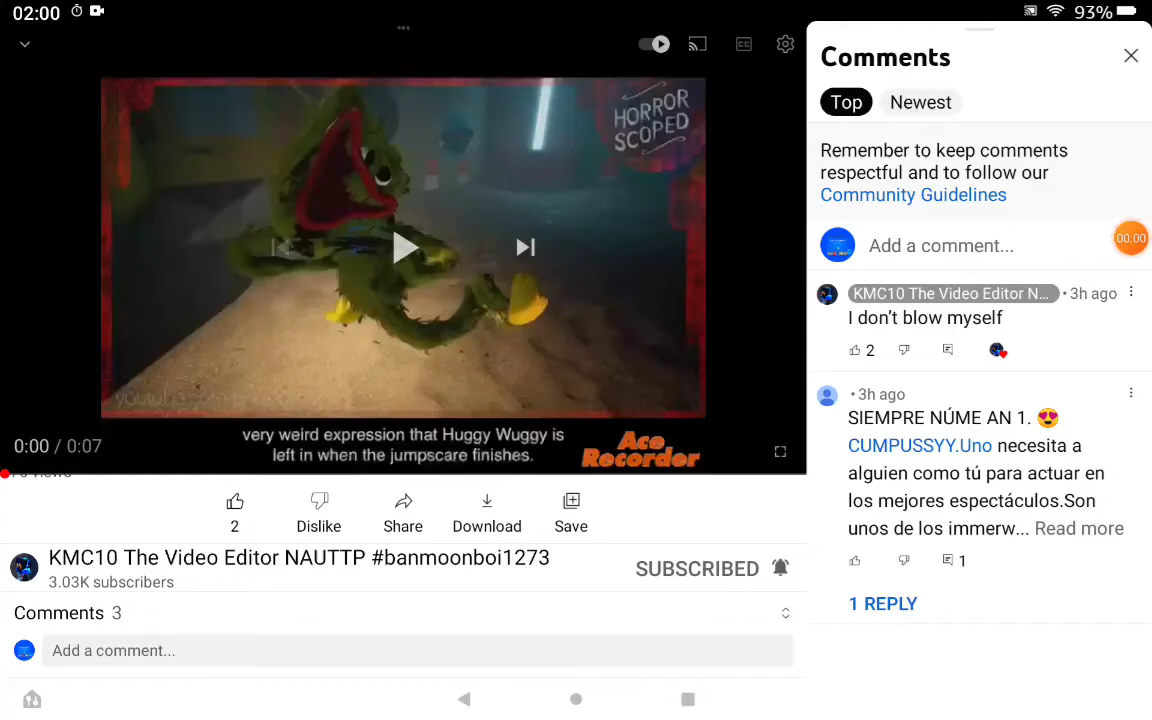 02:00
93%
HORROR
SCOPED
very weird expression that Huggy Wuggy is
left in when the jumpscare finishes.
Ace
Recorder
0:00 / 0:07
CC
views
2
Dislike
Share
Download
Save
KMC10 The Video Editor NAUTTP #banmoonboi1273
3.03K subscribers
SUBSCRIBED
Comments 3
Add a comment...
Comments
Top
Newest
Remember to keep comments
respectful and to follow our
Community Guidelines
Add a comment...
00:00
KMC10 The Video Editor N... • 3h ago
I don’t blow myself
2
• 3h ago
SIEMPRE NÚME AN 1. 😍
CUMPUSSYY.Uno necesita a
alguien como tú para actuar en
los mejores espectáculos.Son
unos de los immerw... Read more
1
1 REPLY